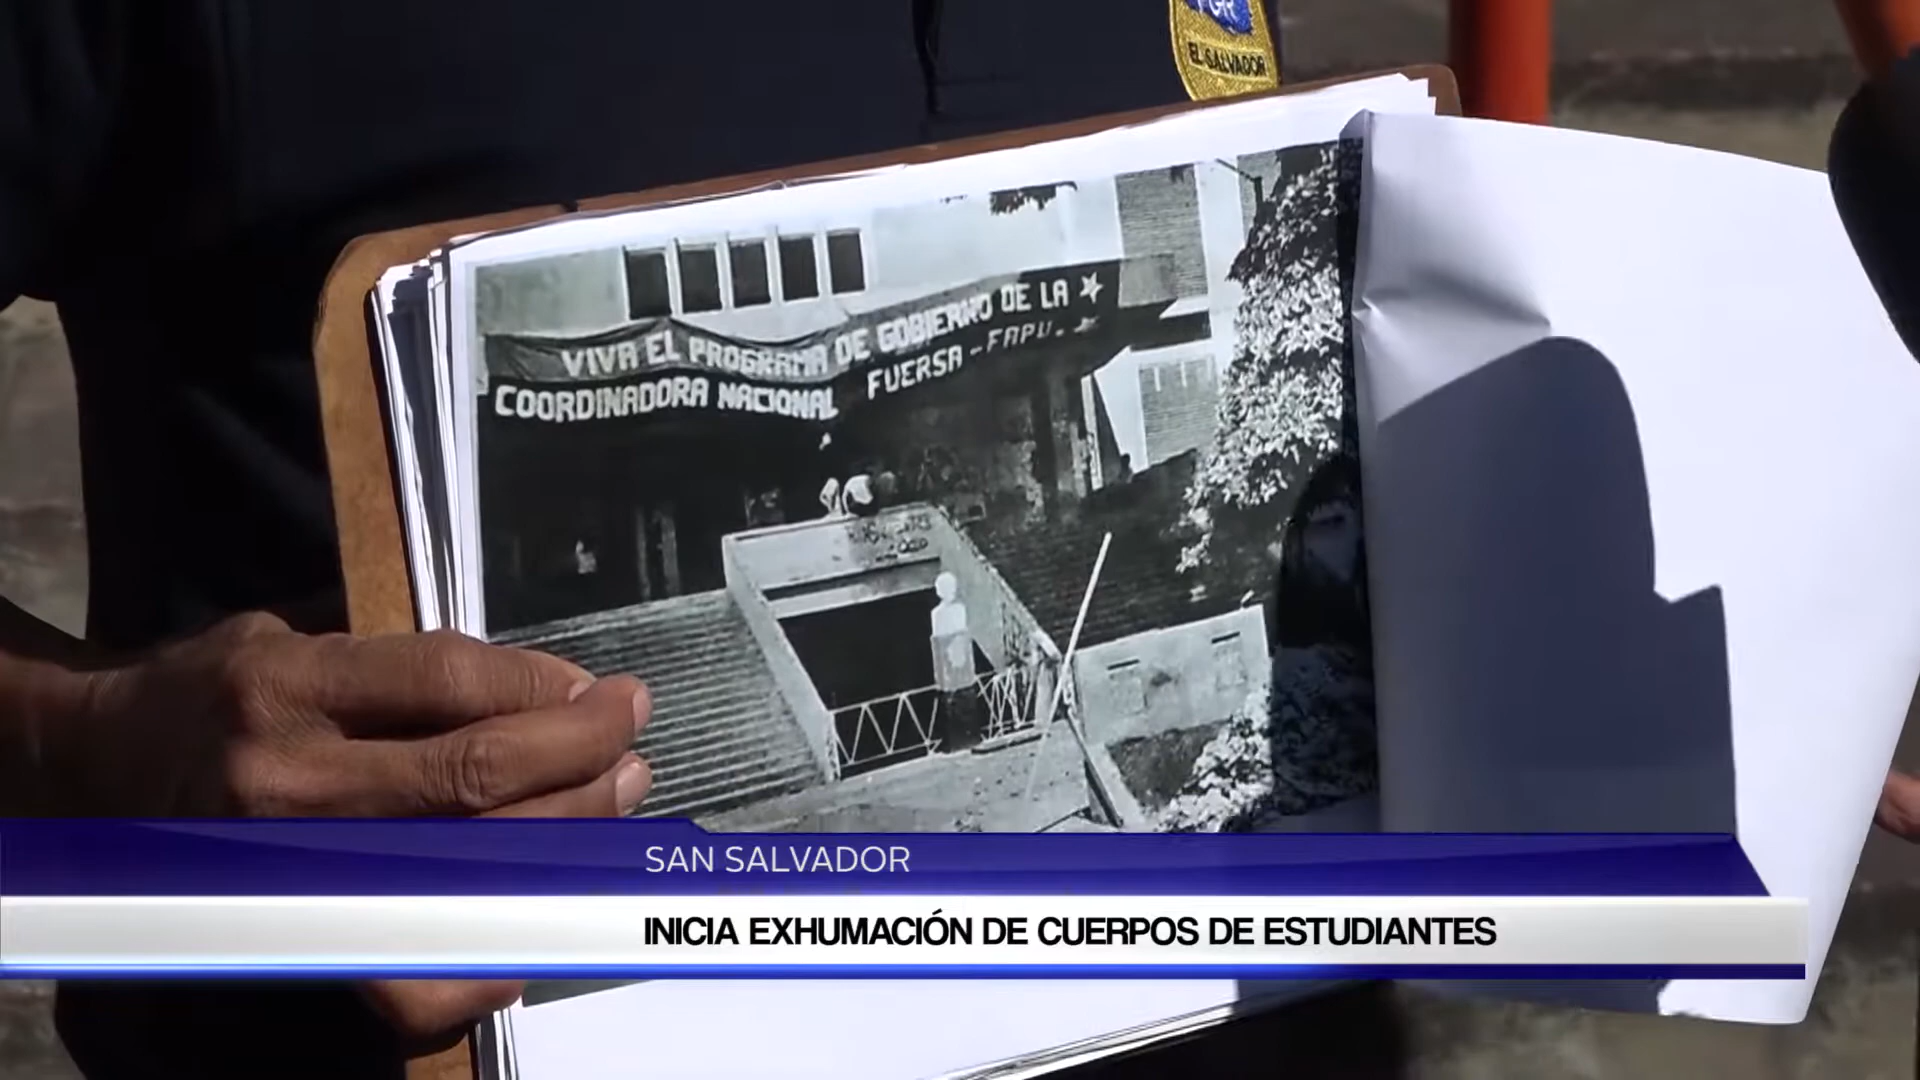 FGR
EL SALVADOR
VIVA EL PROGRAMA DE GOBIERNO DE LA
COORDINADORA NACIONAL FUERSA-FAPU.
SAN SALVADOR
INICIA EXHUMACIÓN DE CUERPOS DE ESTUDIANTES